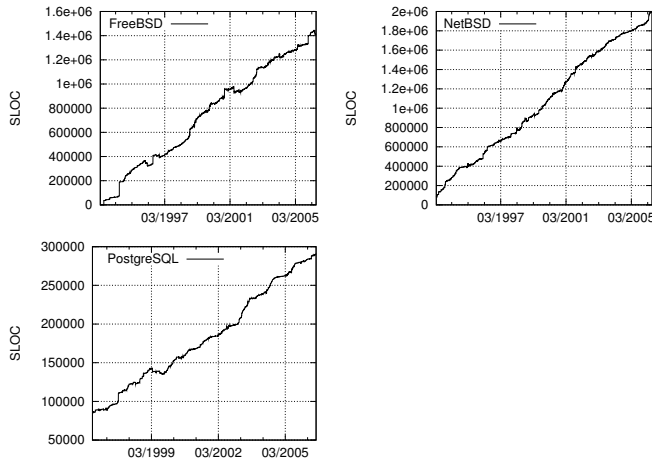 FreeBSD
1.6e+06
1.4e+06
1.2e+06
1e+06
800000
600000
400000
200000
0
SLOC
03/1997 03/2001 03/2005
NetBSD
2e+06
1.8e+06
1.6e+06
1.4e+06
1.2e+06
1e+06
800000
600000
400000
200000
0
SLOC
03/1997 03/2001 03/2005
PostgreSQL
300000
250000
200000
150000
100000
50000
SLOC
03/1999 03/2002 03/2005